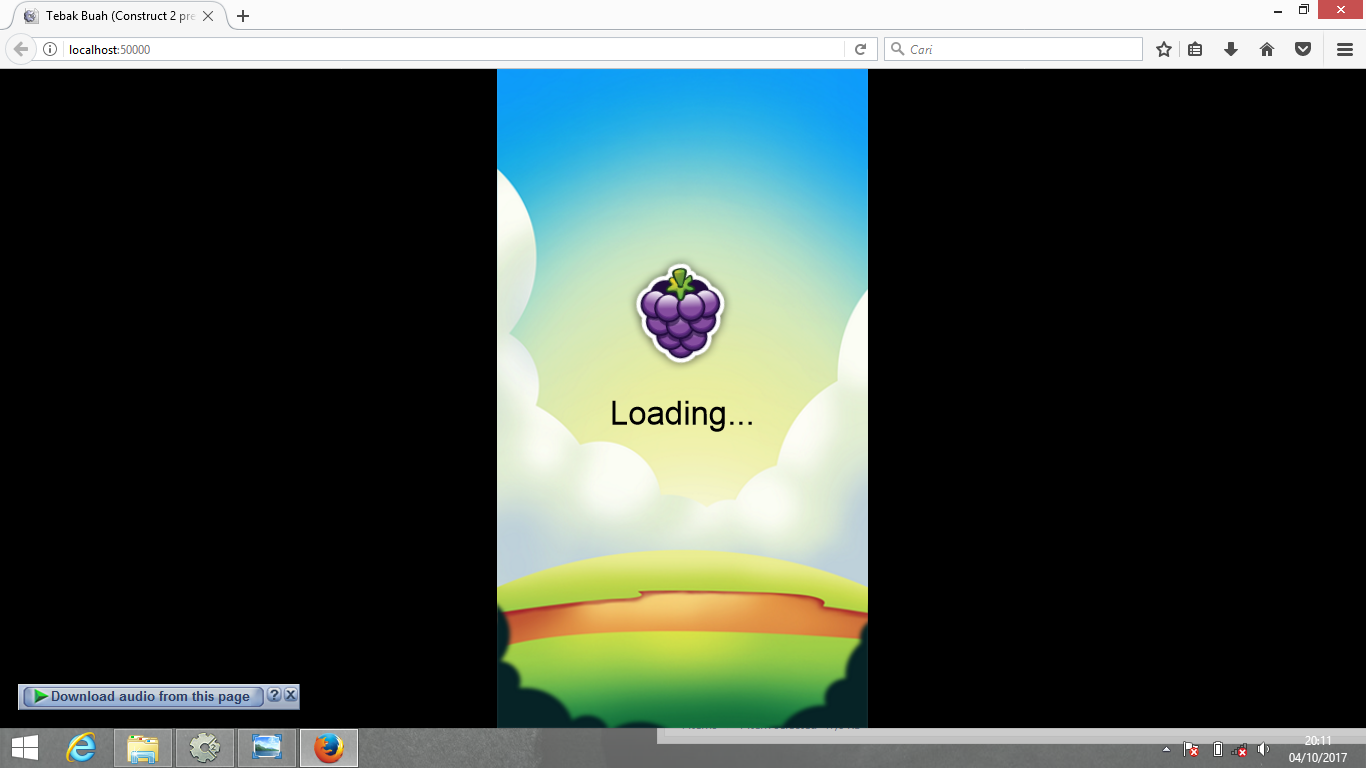 Tebak Buah (Construct 2 pre
localhost:50000
Cari
Loading...
Download audio from this page
?
20:11
04/10/2017